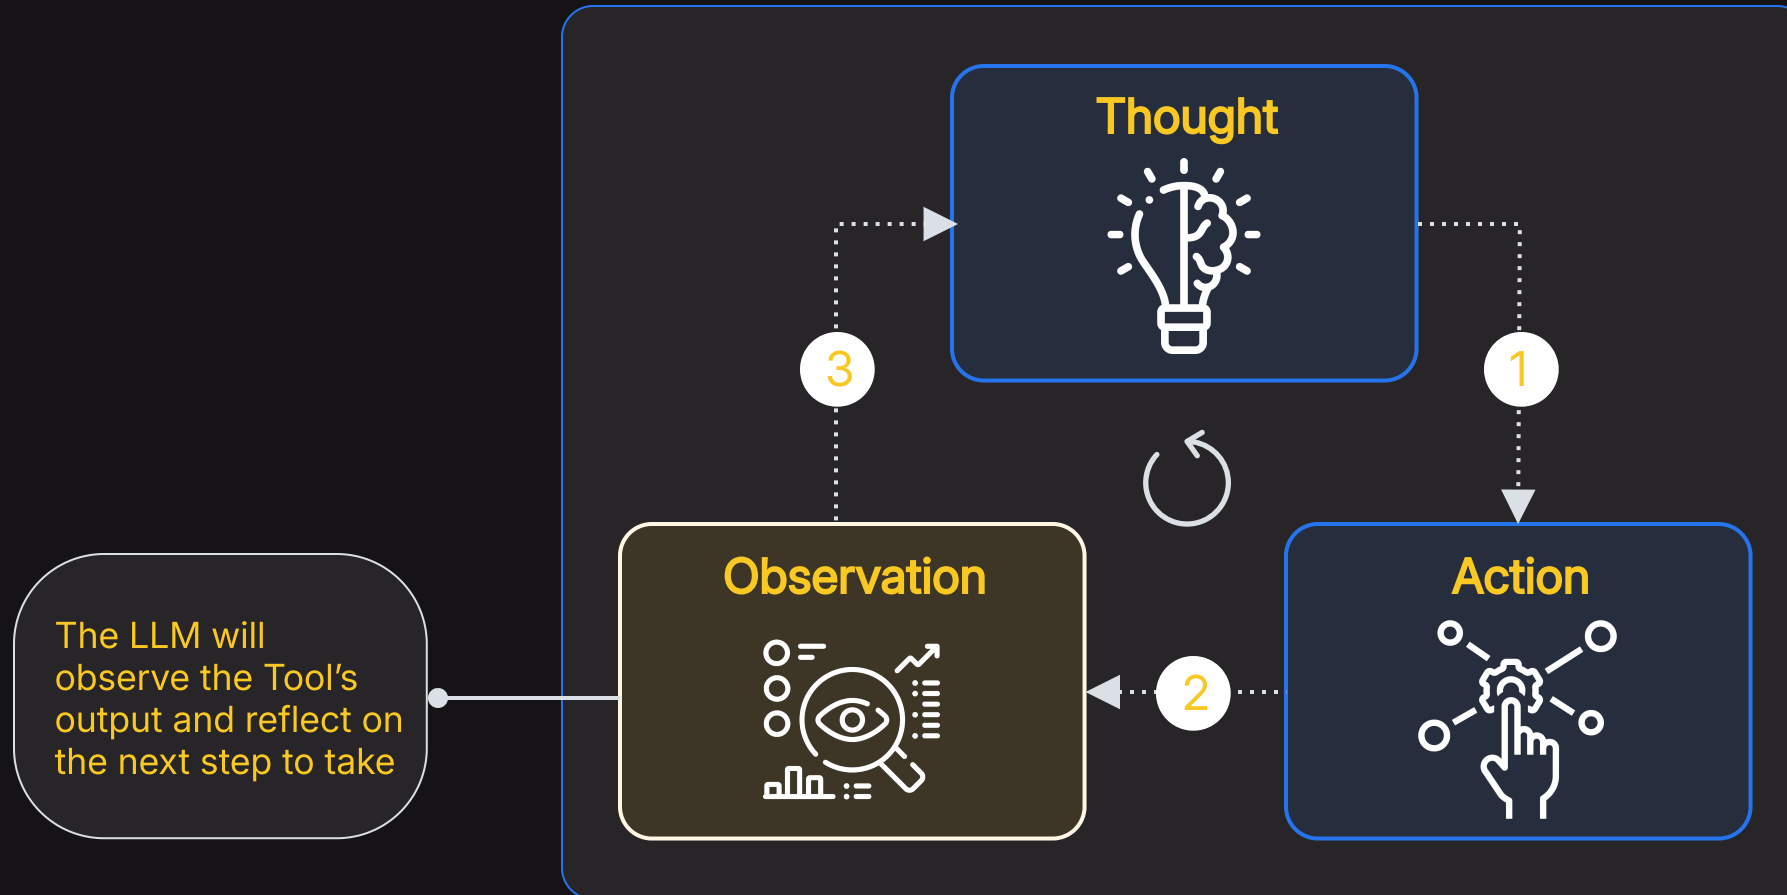 Thought
3
1
Observation
Action
The LLM will
observe the Tool’s
output and reflect on
the next step to take
2